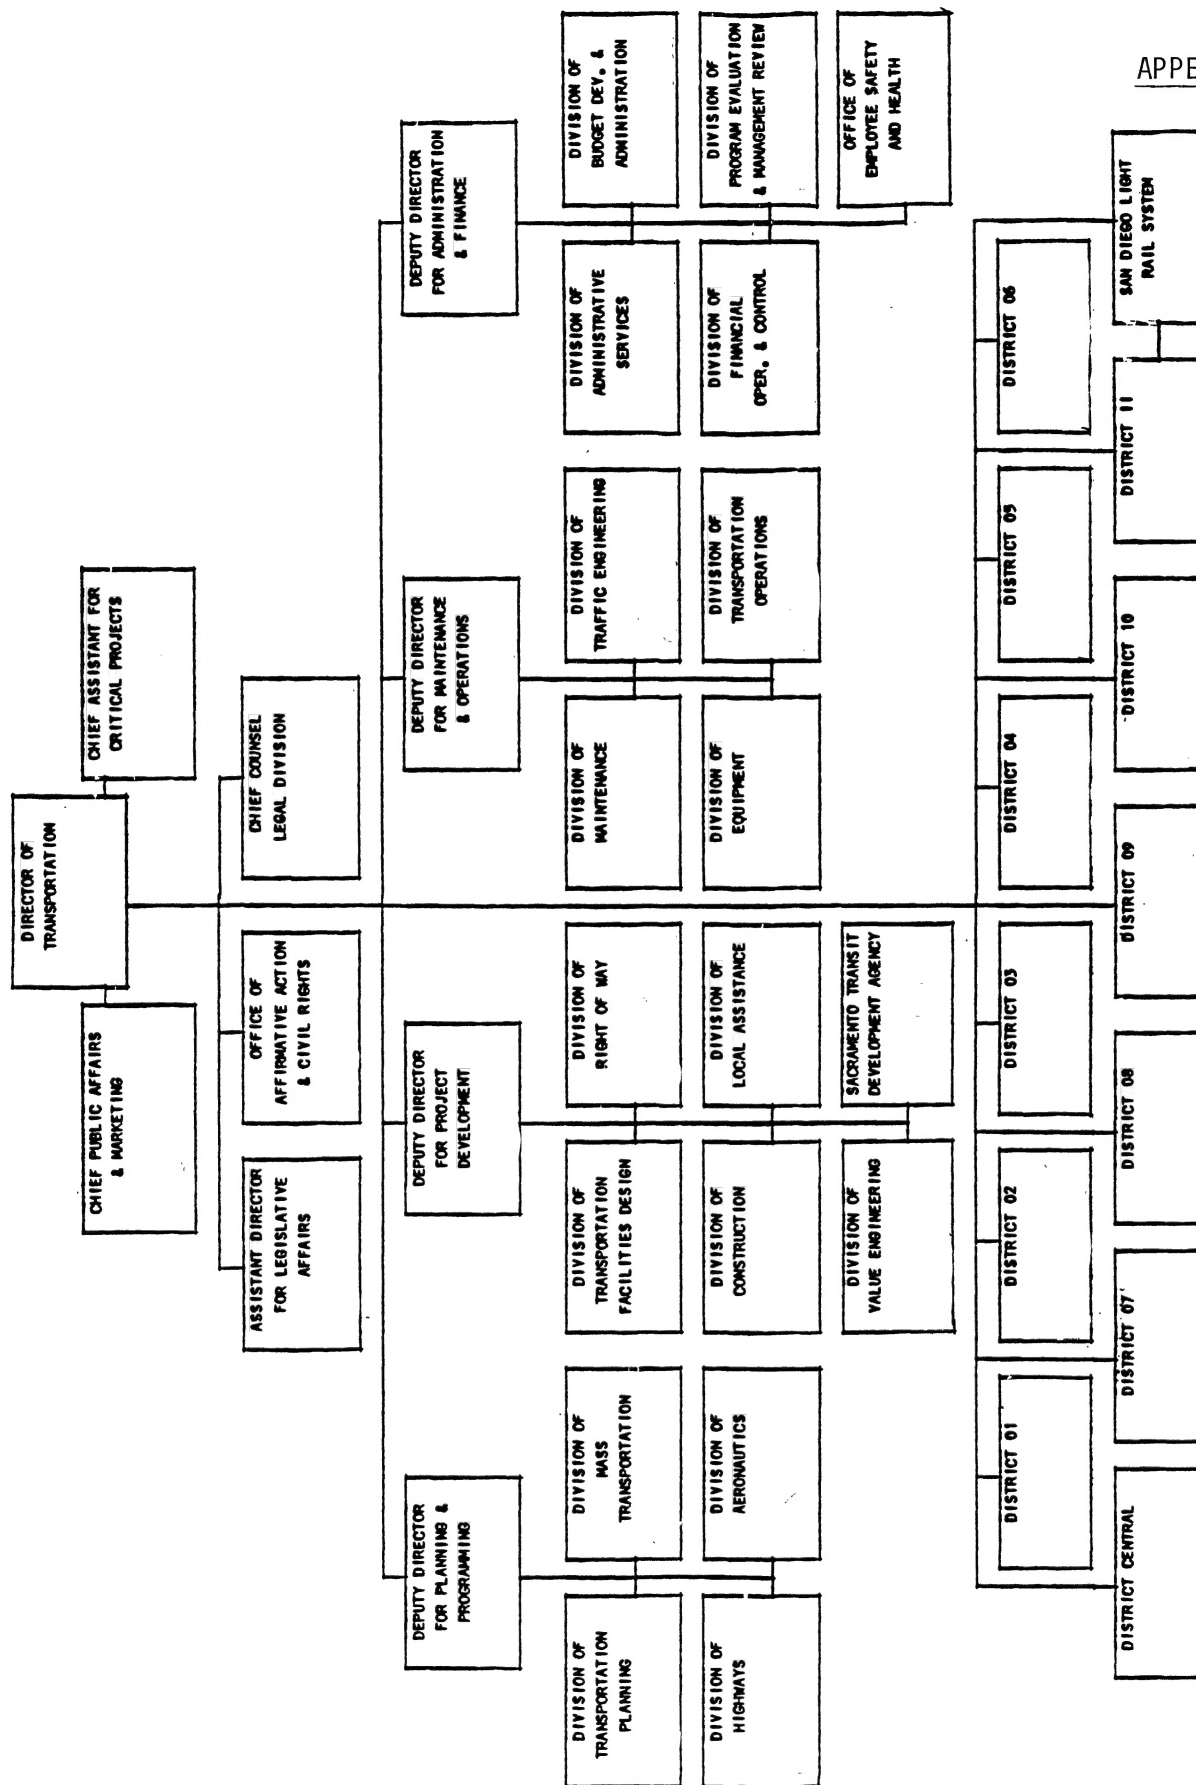 APPE
DIRECTOR OF
TRANSPORTATION
CHIEF PUBLIC AFFAIRS
& MARKETING
CHIEF ASSISTANT FOR
CRITICAL PROJECTS
ASSISTANT DIRECTOR
FOR LEGISLATIVE
AFFAIRS
OFFICE OF
AFFIRMATIVE ACTION
& CIVIL RIGHTS
CHIEF COUNSEL
LEGAL DIVISION
DEPUTY DIRECTOR
FOR PLANNING &
PROGRAMMING
DEPUTY DIRECTOR
FOR PROJECT
DEVELOPMENT
DEPUTY DIRECTOR
FOR MAINTENANCE
& OPERATIONS
DEPUTY DIRECTOR
FOR ADMINISTRATION
& FINANCE
DIVISION OF
TRANSPORTATION
PLANNING
DIVISION OF
MASS
TRANSPORTATION
DIVISION OF
TRANSPORTATION
FACILITIES DESIGN
DIVISION OF
RIGHT OF WAY
DIVISION OF
MAINTENANCE
DIVISION OF
TRAFFIC ENGINEERING
DIVISION OF
ADMINISTRATIVE
SERVICES
DIVISION OF
BUDGET DEV. &
ADMINISTRATION
DIVISION OF
HIGHWAYS
DIVISION OF
AERONAUTICS
DIVISION OF
CONSTRUCTION
DIVISION OF
LOCAL ASSISTANCE
DIVISION OF
EQUIPMENT
DIVISION OF
TRANSPORTATION
OPERATIONS
DIVISION OF
FINANCIAL
OPER. & CONTROL
DIVISION OF
PROGRAM EVALUATION
& MANAGEMENT REVIEW
DIVISION OF
VALUE ENGINEERING
SACRAMENTO TRANSIT
DEVELOPMENT AGENCY
OFFICE OF
EMPLOYEE SAFETY
AND HEALTH
DISTRICT 01
DISTRICT 02
DISTRICT 03
DISTRICT 04
DISTRICT 05
DISTRICT 06
DISTRICT CENTRAL
DISTRICT 07
DISTRICT 08
DISTRICT 09
DISTRICT 10
DISTRICT 11
SAN DIEGO LIGHT
RAIL SYSTEM